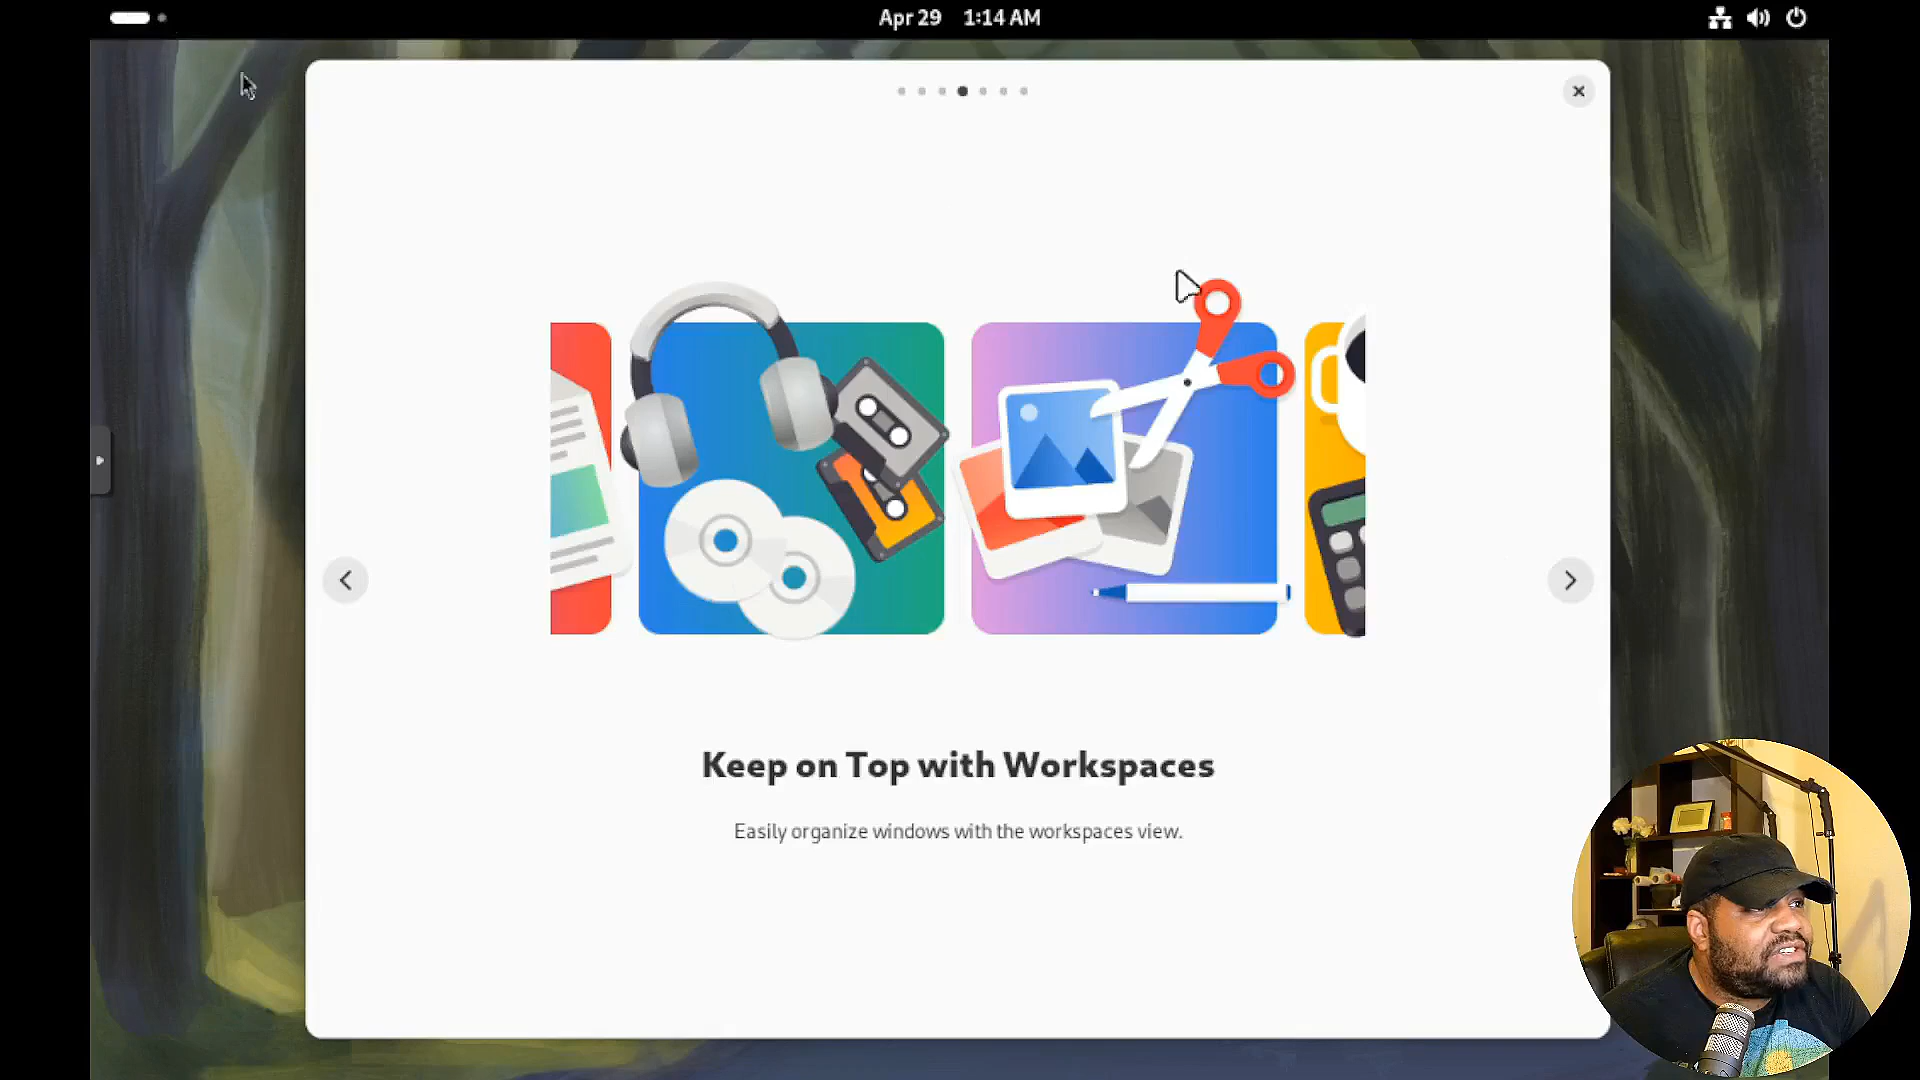 Apr 29 1:14 AM
Keep on Top with Workspaces
Easily organize windows with the workspaces view.